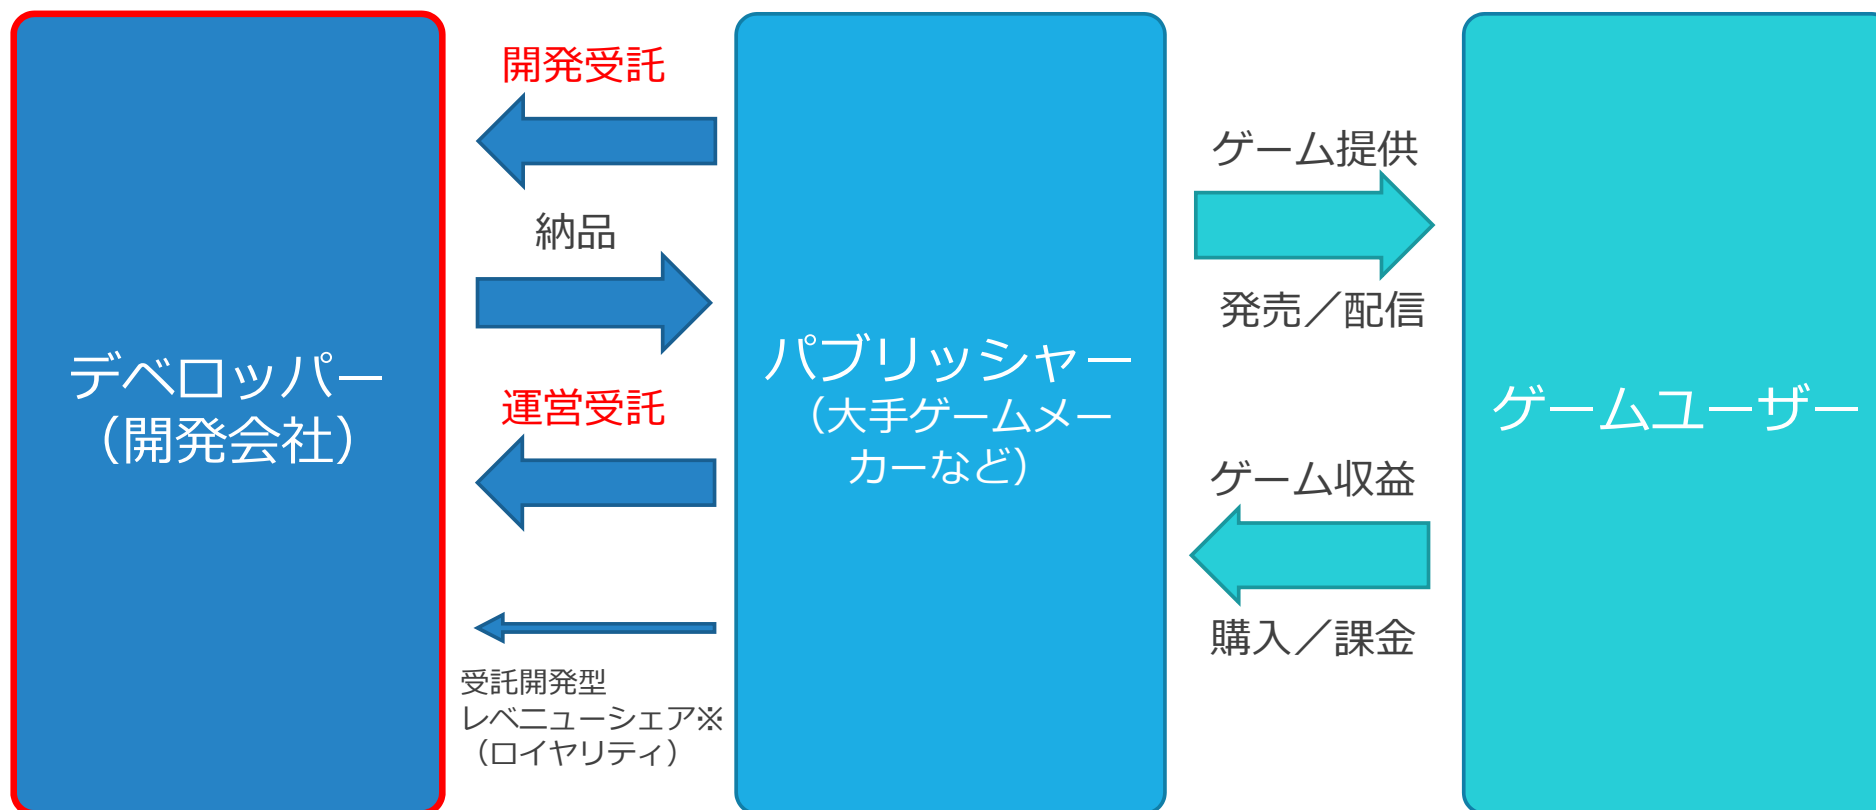 デベロッパー
（開発会社）
開発受託
納品
運営受託
受託開発型
レベニューシェア※
（ロイヤリティ）
パブリッシャー
（大手ゲームメー
カーなど）
ゲーム提供
発売／配信
ゲーム収益
購入／課金
ゲームユーザー